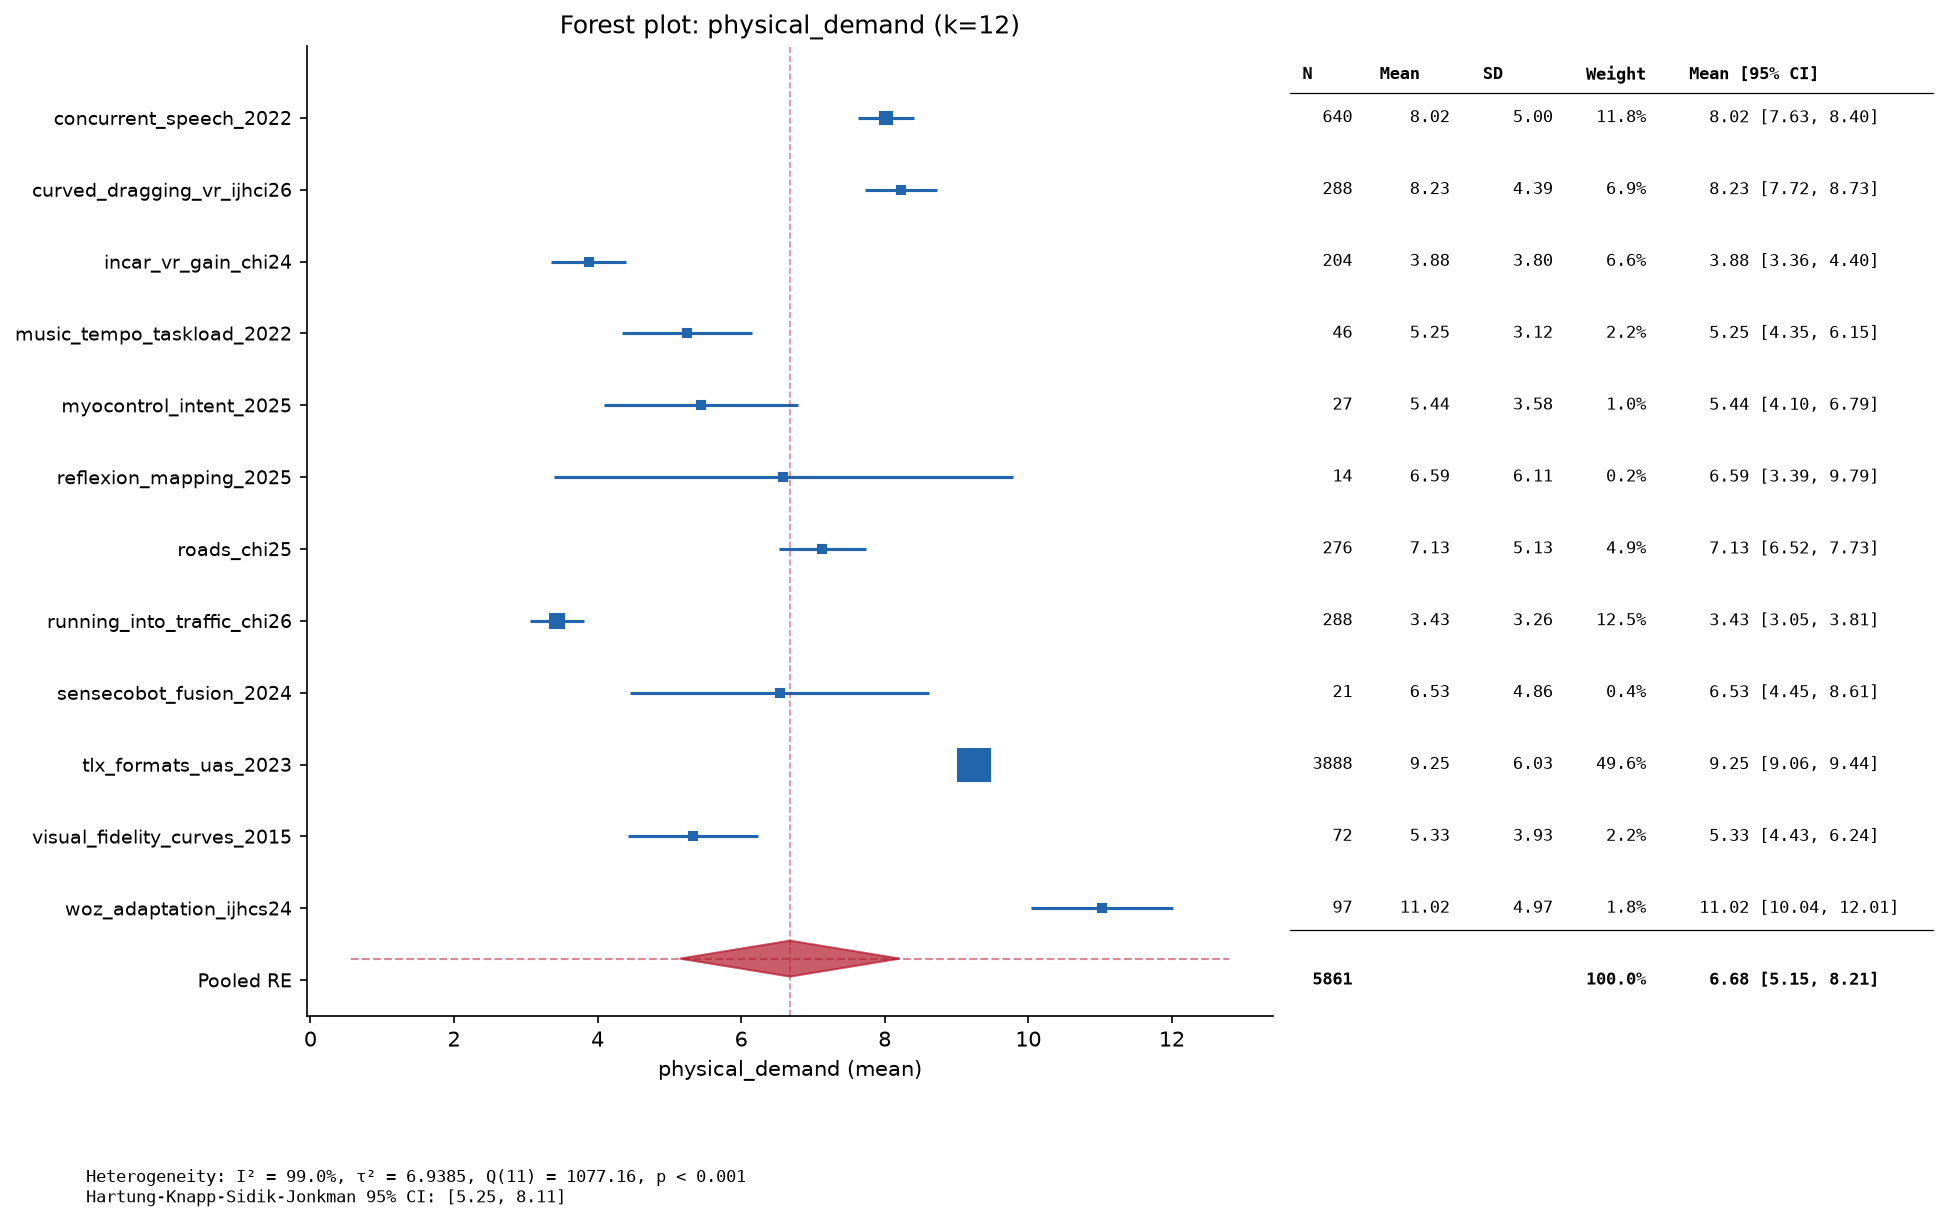 Forest plot: physical_demand (k=12)
N Mean SD Weight Mean [95% CI]
concurrent_speech_2022 640 8.02 5.00 11.8% 8.02 [7.63, 8.40]
curved_dragging_vr_ijhci26 288 8.23 4.39 6.9% 8.23 [7.72, 8.73]
incar_vr_gain_chi24 204 3.88 3.80 6.6% 3.88 [3.36, 4.40]
music_tempo_taskload_2022 46 5.25 3.12 2.2% 5.25 [4.35, 6.15]
myocontrol_intent_2025 27 5.44 3.58 1.0% 5.44 [4.10, 6.79]
reflexion_mapping_2025 14 6.59 6.11 0.2% 6.59 [3.39, 9.79]
roads_chi25 276 7.13 5.13 4.9% 7.13 [6.52, 7.73]
running_into_traffic_chi26 288 3.43 3.26 12.5% 3.43 [3.05, 3.81]
sensecobot_fusion_2024 21 6.53 4.86 0.4% 6.53 [4.45, 8.61]
tlx_formats_uas_2023 3888 9.25 6.03 49.6% 9.25 [9.06, 9.44]
visual_fidelity_curves_2015 72 5.33 3.93 2.2% 5.33 [4.43, 6.24]
woz_adaptation_ijhcs24 97 11.02 4.97 1.8% 11.02 [10.04, 12.01]
Pooled RE 5861 100.0% 6.68 [5.15, 8.21]
0 2 4 6 8 10 12
physical_demand (mean)
Heterogeneity: I² = 99.0%, τ² = 6.9385, Q(11) = 1077.16, p < 0.001
Hartung-Knapp-Sidik-Jonkman 95% CI: [5.25, 8.11]